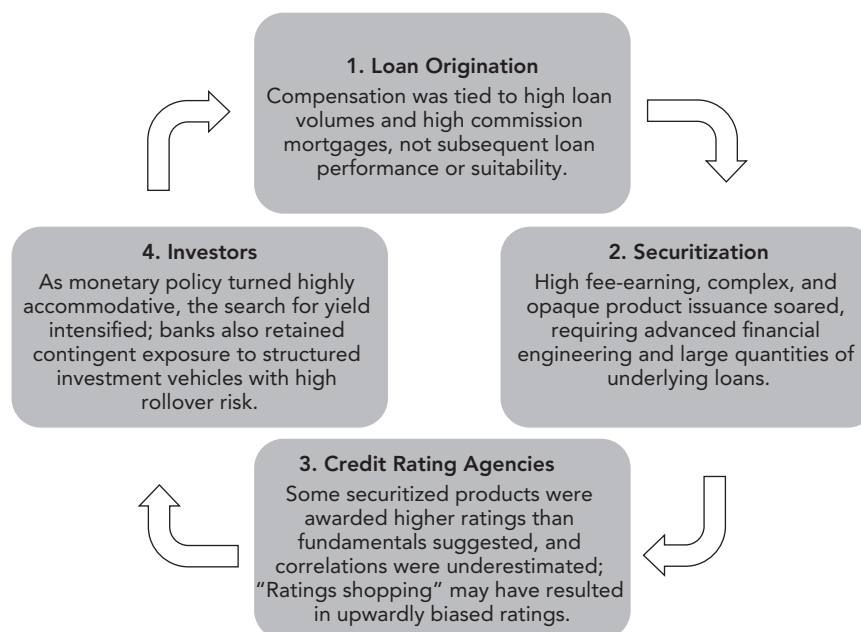 1. Loan Origination
Compensation was tied to high loan
volumes and high commission
mortgages, not subsequent loan
performance or suitability.
2. Securitization
High fee-earning, complex, and
opaque product issuance soared,
requiring advanced financial
engineering and large quantities of
underlying loans.
3. Credit Rating Agencies
Some securitized products were
awarded higher ratings than
fundamentals suggested, and
correlations were underestimated;
“Ratings shopping” may have resulted
in upwardly biased ratings.
4. Investors
As monetary policy turned highly
accommodative, the search for yield
intensified; banks also retained
contingent exposure to structured
investment vehicles with high
rollover risk.